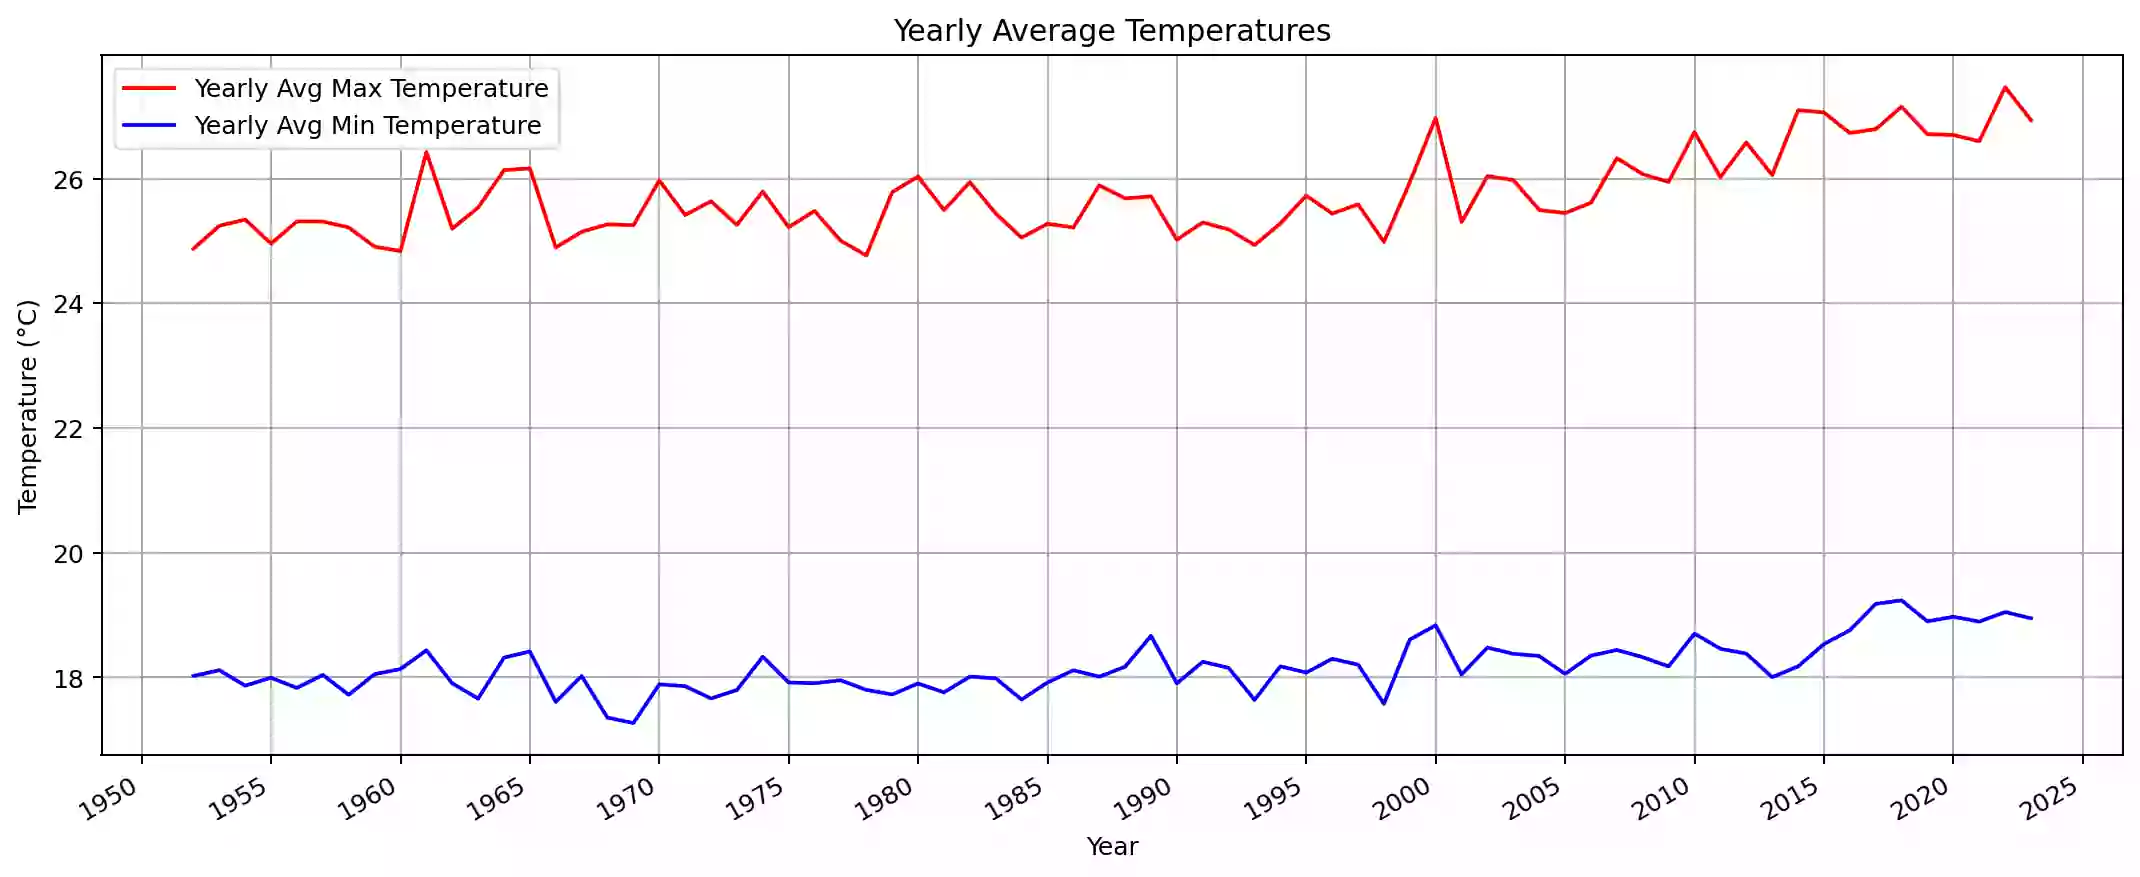 Yearly Average Temperatures
Yearly Avg Max Temperature
Yearly Avg Min Temperature
26
24
22
20
18
Temperature (°C)
1950 1955 1960 1965 1970 1975 1980 1985 1990 1995 2000 2005 2010 2015 2020 2025
Year